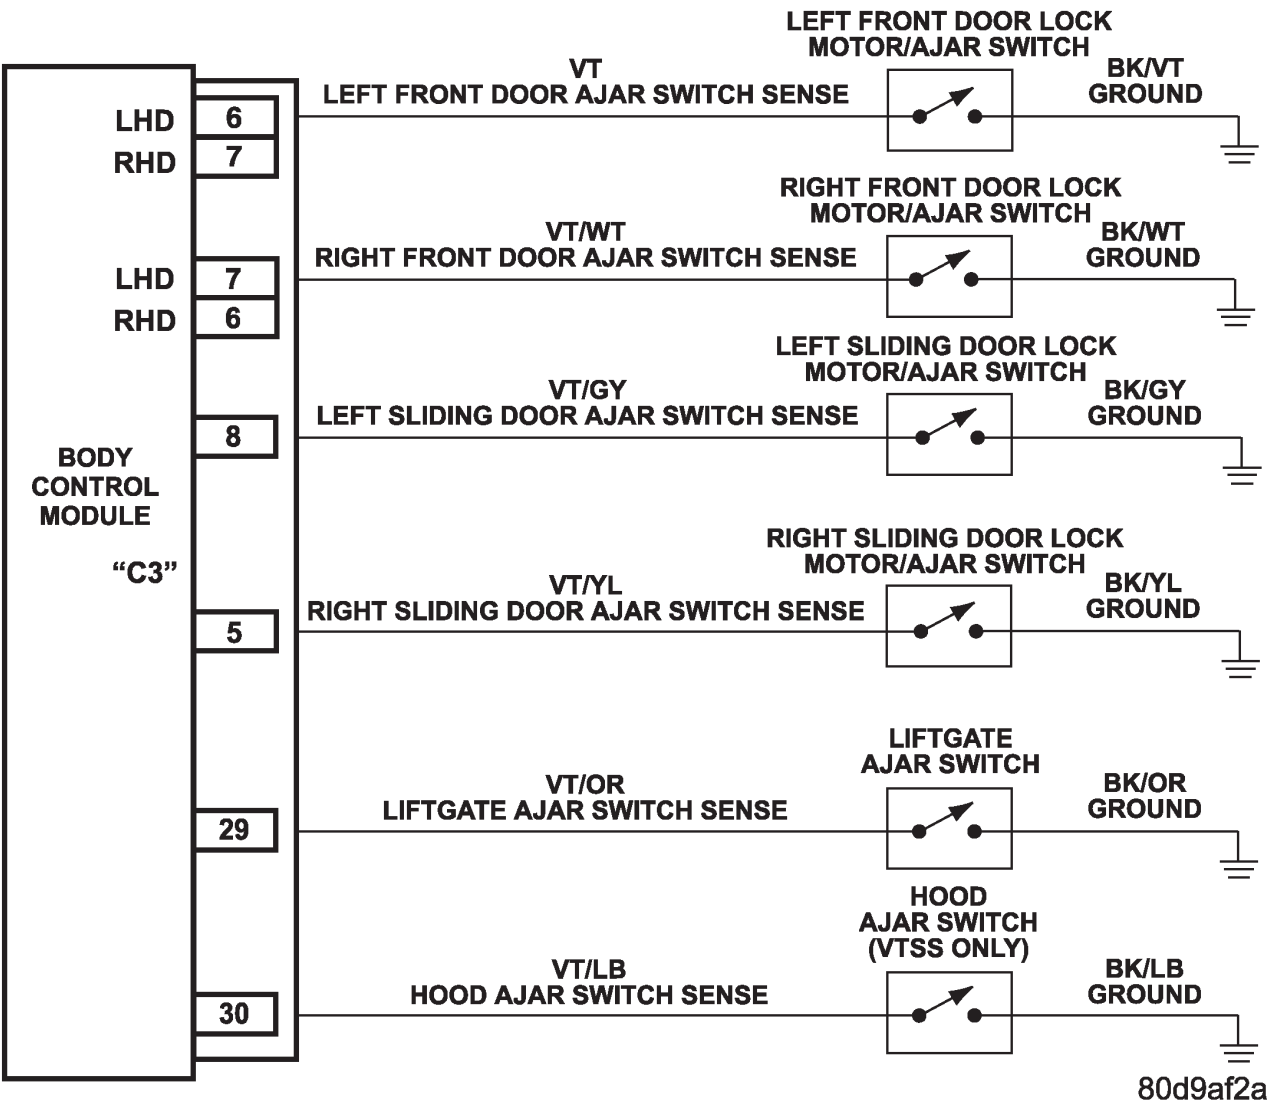 LEFT FRONT DOOR LOCK
MOTOR/AJAR SWITCH
VT
LEFT FRONT DOOR AJAR SWITCH SENSE
BK/VT
GROUND
LHD
6
RHD
7
RIGHT FRONT DOOR LOCK
MOTOR/AJAR SWITCH
VT/WT
RIGHT FRONT DOOR AJAR SWITCH SENSE
BK/WT
GROUND
LHD
7
RHD
6
LEFT SLIDING DOOR LOCK
MOTOR/AJAR SWITCH
VT/GY
LEFT SLIDING DOOR AJAR SWITCH SENSE
BK/GY
GROUND
8
BODY
CONTROL
MODULE
“C3”
RIGHT SLIDING DOOR LOCK
MOTOR/AJAR SWITCH
VT/YL
RIGHT SLIDING DOOR AJAR SWITCH SENSE
BK/YL
GROUND
5
LIFTGATE
AJAR SWITCH
VT/OR
LIFTGATE AJAR SWITCH SENSE
BK/OR
GROUND
29
HOOD
AJAR SWITCH
(VTSS ONLY)
VT/LB
HOOD AJAR SWITCH SENSE
BK/LB
GROUND
30
80d9af2a